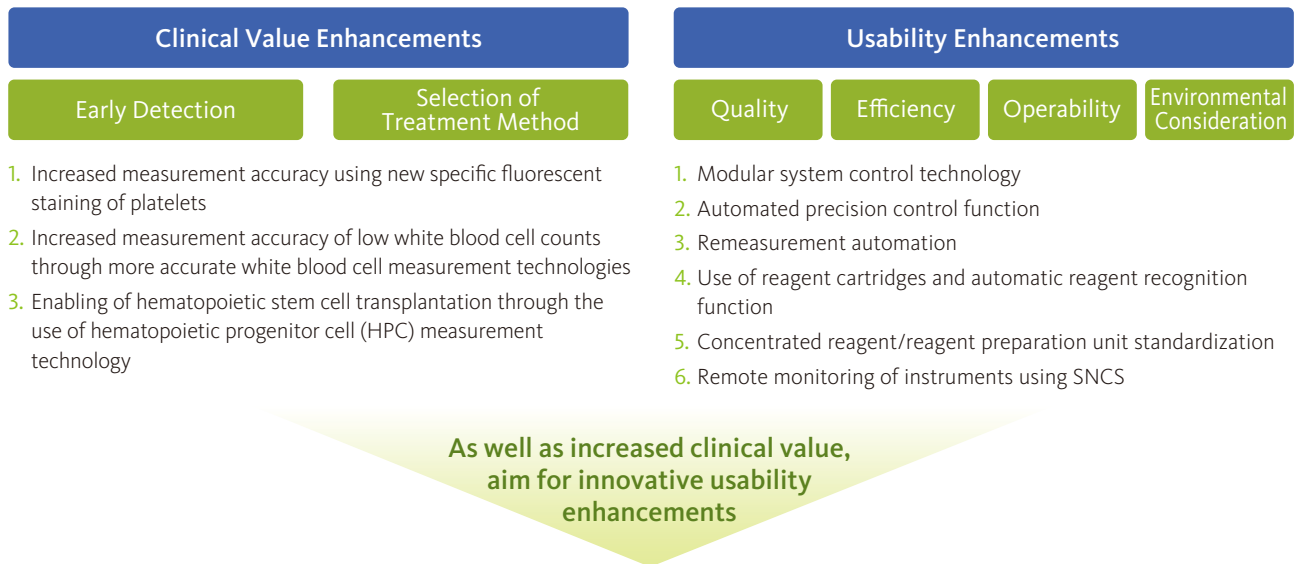 Clinical Value Enhancements
Early Detection
Selection of
Treatment Method
1. Increased measurement accuracy using new specific fluorescent
staining of platelets
2. Increased measurement accuracy of low white blood cell counts
through more accurate white blood cell measurement technologies
3. Enabling of hematopoietic stem cell transplantation through the
use of hematopoietic progenitor cell (HPC) measurement
technology
Usability Enhancements
Quality
Efficiency
Operability
Environmental
Consideration
1. Modular system control technology
2. Automated precision control function
3. Remeasurement automation
4. Use of reagent cartridges and automatic reagent recognition
function
5. Concentrated reagent/reagent preparation unit standardization
6. Remote monitoring of instruments using SNCS
As well as increased clinical value,
aim for innovative usability
enhancements